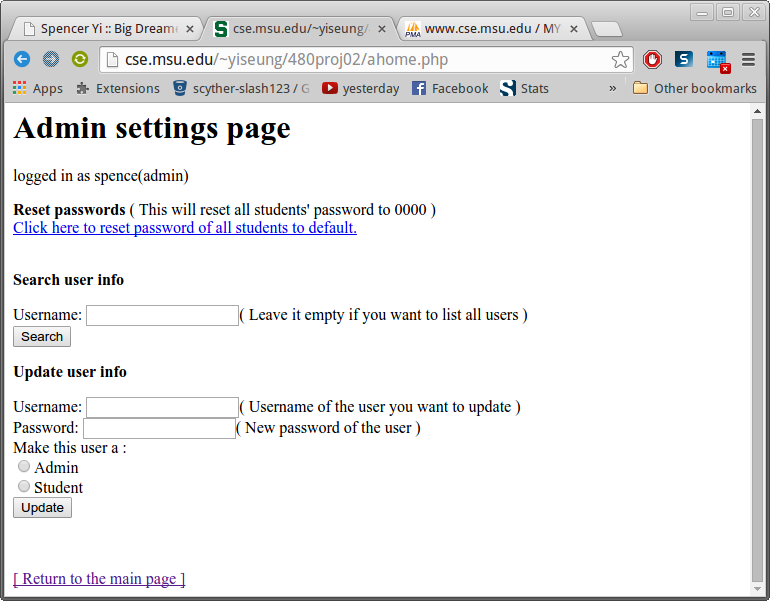 Spencer Yi :: Big Dream
cse.msu.edu/~yiseung/
www.cse.msu.edu / MY
cse.msu.edu/~yiseung/480proj02/ahome.php
Apps Extensions scyther-slash123 / G yesterday Facebook Stats » Other bookmarks
Admin settings page
logged in as spence(admin)
Reset passwords ( This will reset all students' password to 0000 )
Click here to reset password of all students to default.
Search user info
Username: ( Leave it empty if you want to list all users )
Search
Update user info
Username: ( Username of the user you want to update )
Password: ( New password of the user )
Make this user a :
Admin
Student
Update
[ Return to the main page ]